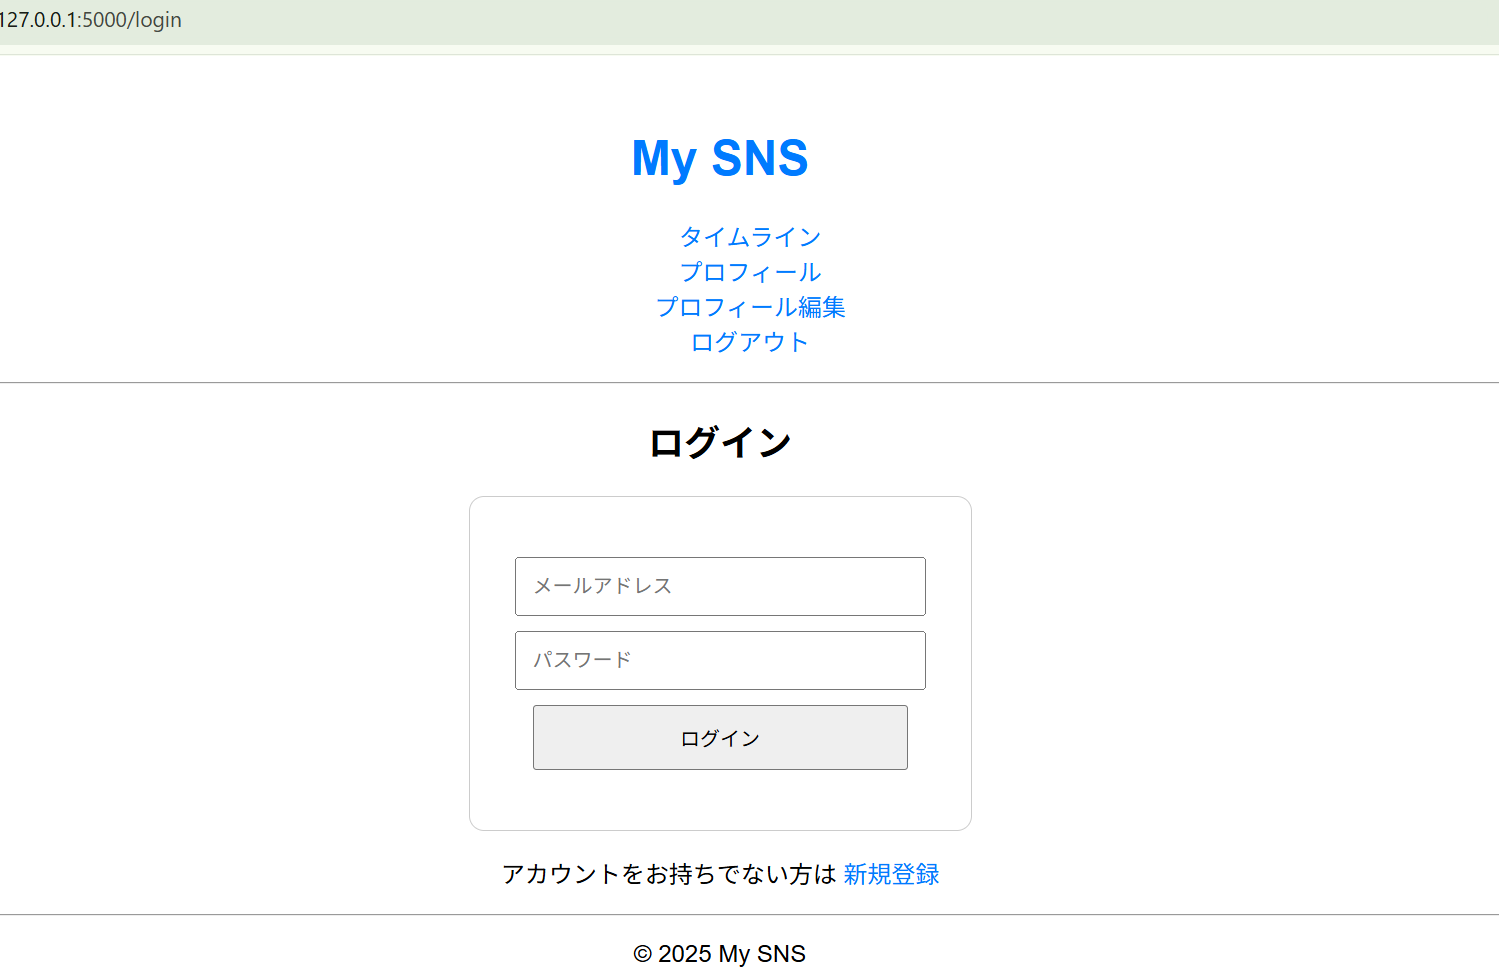 127.0.0.1:5000/login
My SNS
タイムライン
プロフィール
プロフィール編集
ログアウト
ログイン
メールアドレス
パスワード
ログイン
アカウントをお持ちでない方は 新規登録
© 2025 My SNS